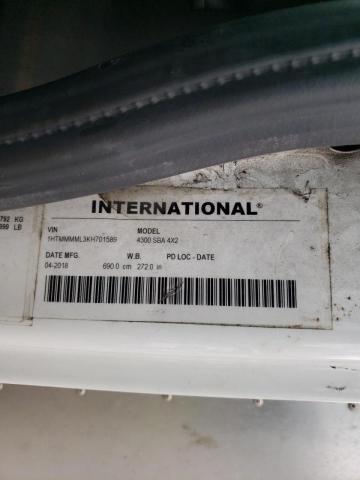 INTERNATIONAL®
VIN MODEL
1HTMMMML3KH701589 4300 SBA 4X2
DATE MFG. W.B. PD LOC - DATE
04-2018 690.0 cm 272.0 in
792 KG
999 LB